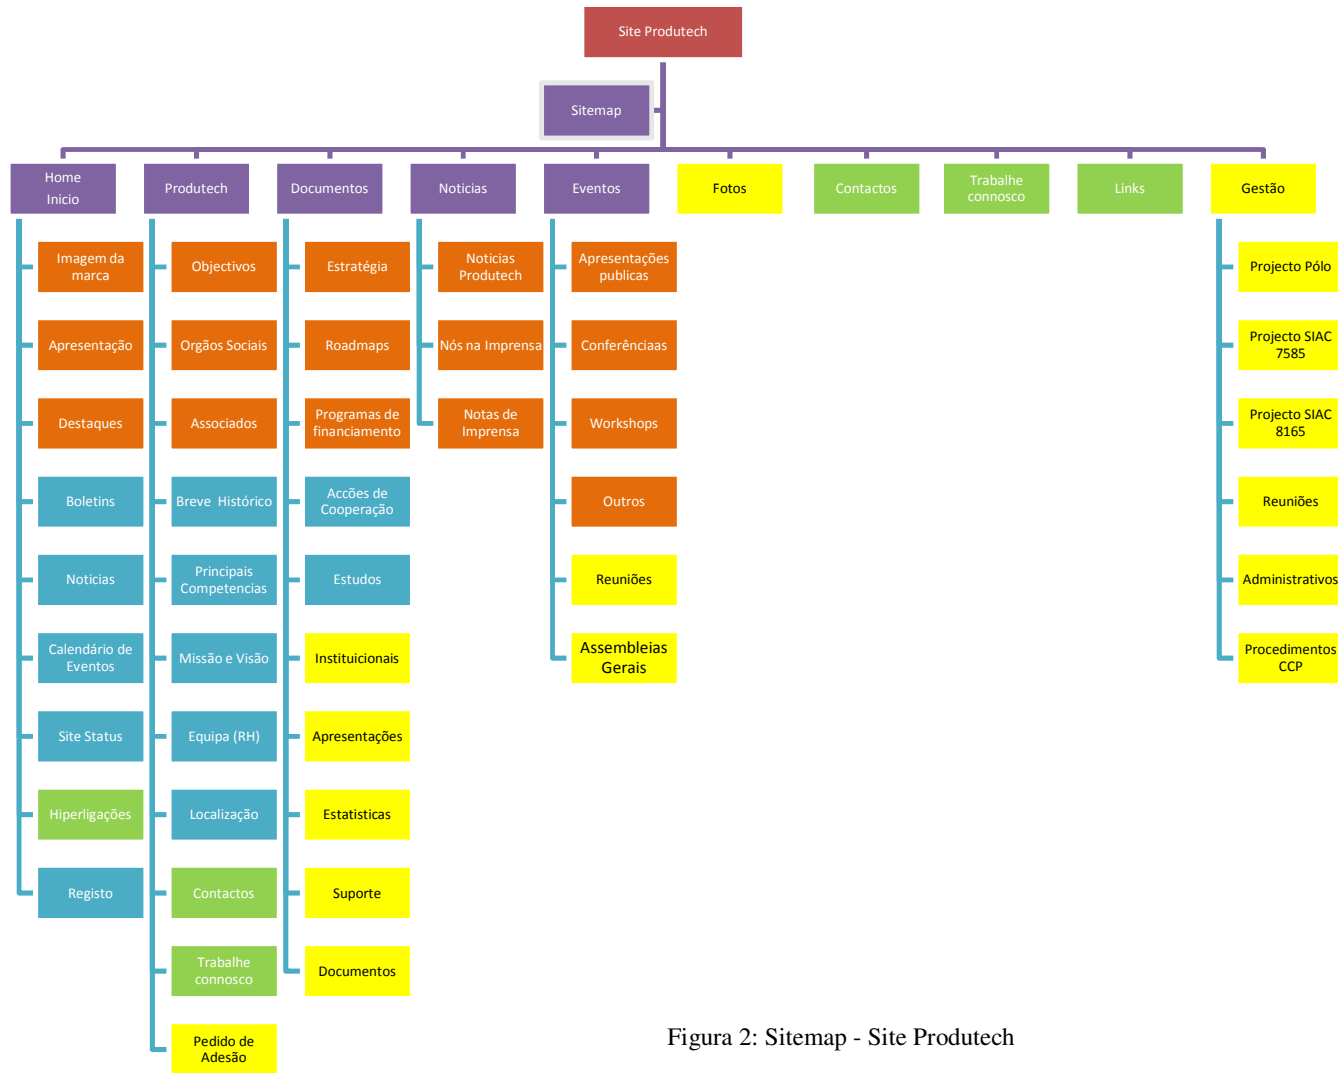 Site Produtech
Sitemap
Home
Inicio
Produtech
Documentos
Noticias
Eventos
Fotos
Contactos
Trabalhe
connosco
Links
Gestão
Imagem da
marca
Apresentação
Destaques
Boletins
Noticias
Calendário de
Eventos
Site Status
Hiperligações
Registo
Objectivos
Orgãos Sociais
Associados
Breve Histórico
Principais
Competencias
Missão e Visão
Equipa (RH)
Localização
Contactos
Trabalhe
connosco
Pedido de
Adesão
Estratégia
Roadmaps
Programas de
financiamento
Acções de
Cooperação
Estudos
Instituicionais
Apresentações
Estatisticas
Suporte
Documentos
Noticias
Produtech
Nós na Imprensa
Notas de
Imprensa
Apresentações
publicas
Conferênciaas
Workshops
Outros
Reuniões
Assembleias
Gerais
Projecto Pólo
Projecto SIAC
7585
Projecto SIAC
8165
Reuniões
Administrativos
Procedimentos
CCP
Figura 2: Sitemap - Site Produtech